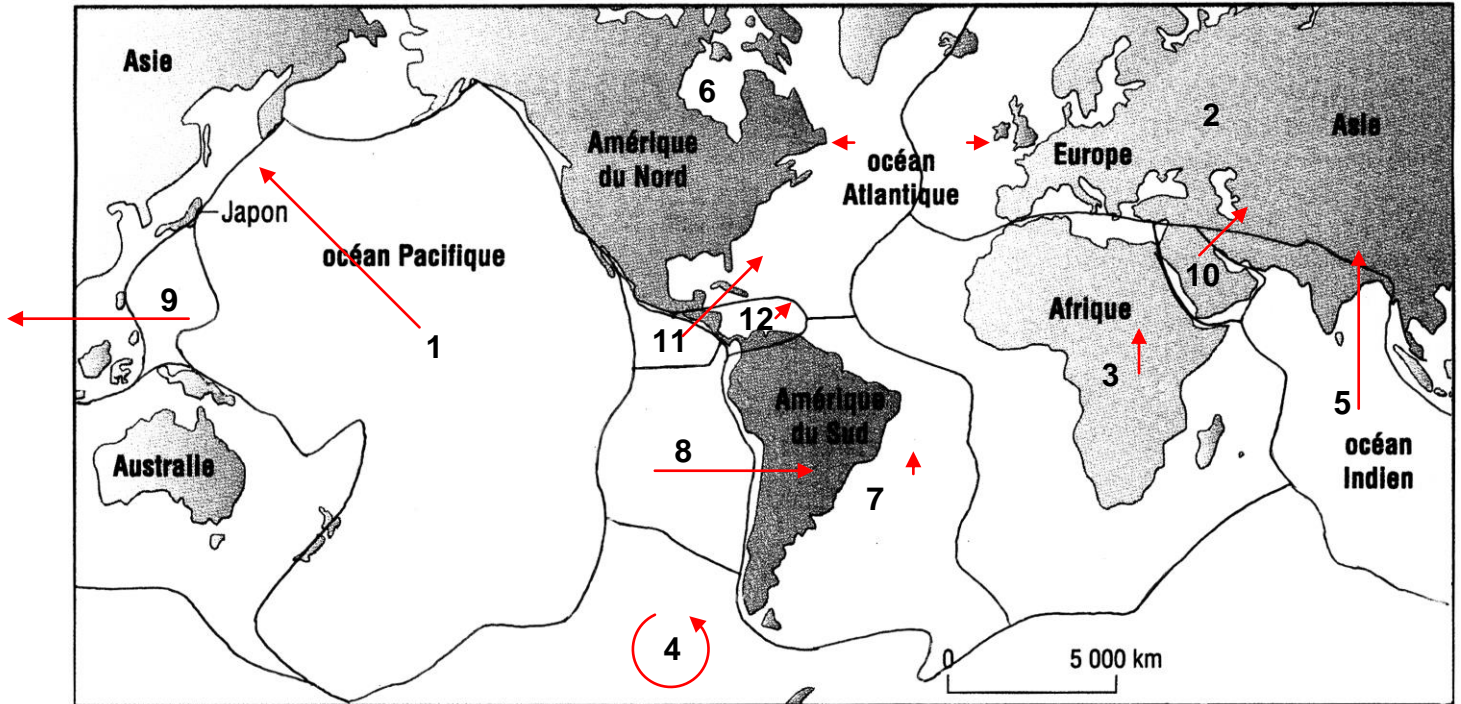 Asie
6
2
Asie
Amérique
du Nord
océan
Atlantique
Europe
Japon
océan Pacifique
10
9
Afrique
12
11
1
3
5
Amérique
du Sud
Australie
8
océan
Indien
7
4
0
5 000 km